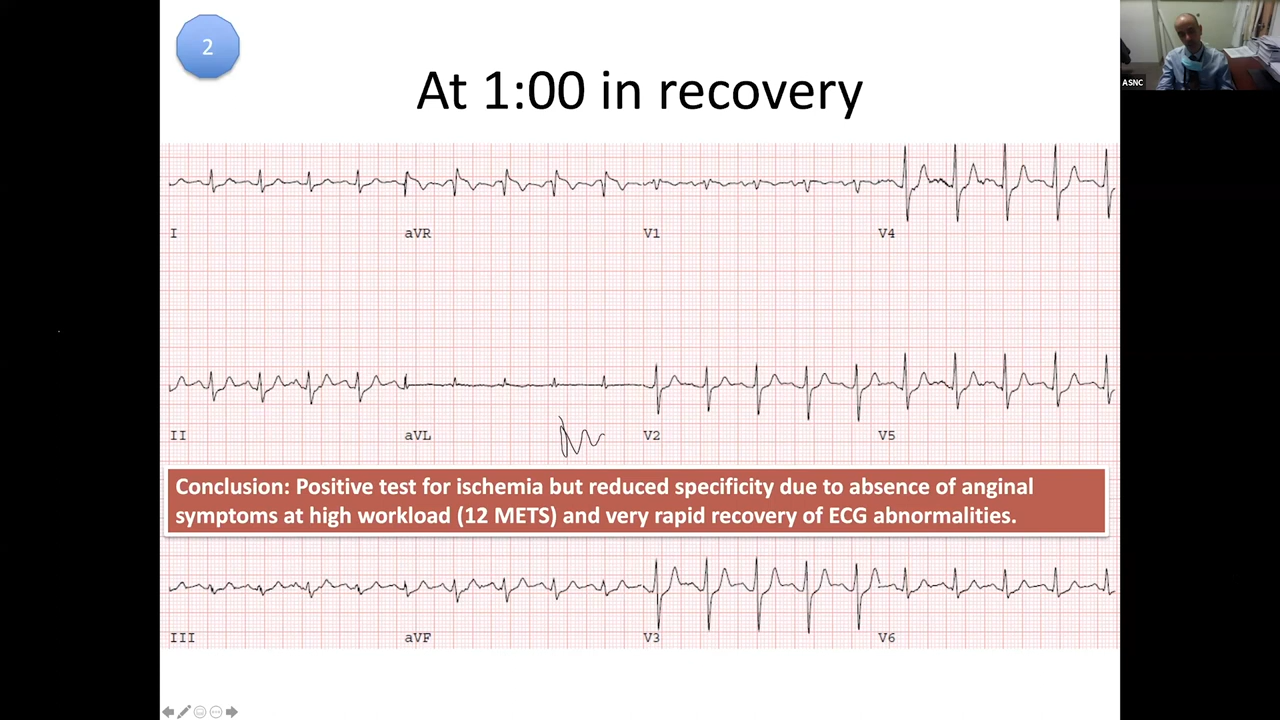 2
ASNC
At 1:00 in recovery
I aVR V1 V4
II aVL V2 V5
Conclusion: Positive test for ischemia but reduced specificity due to absence of anginal
symptoms at high workload (12 METS) and very rapid recovery of ECG abnormalities.
III aVF V3 V6